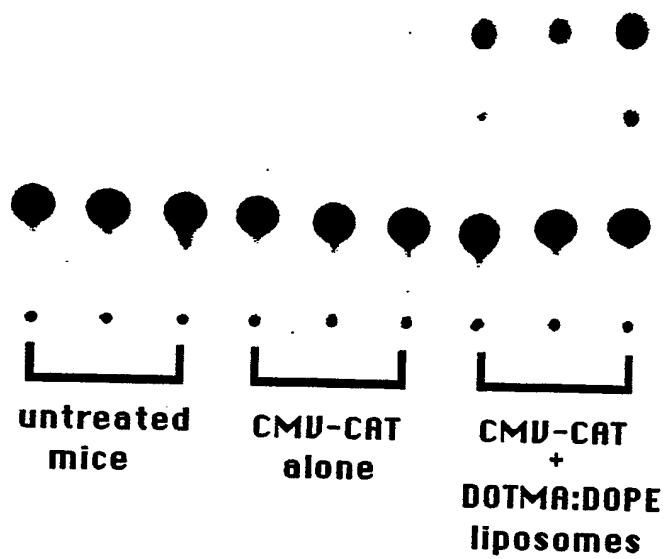 untreated
mice
CMV-CAT
alone
CMV-CAT
+
DOTMA:DOPE
liposomes